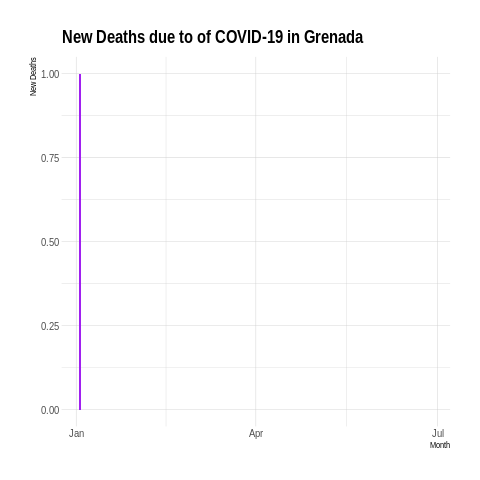 New Deaths due to of COVID-19 in Grenada
New Deaths
1.00
0.75
0.50
0.25
0.00
Jan Apr Jul
Month